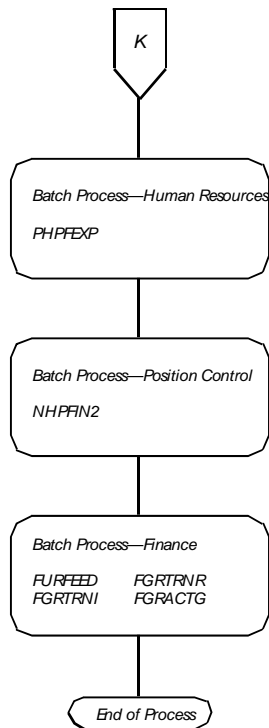 K
Batch Process—Human Resources
PHPFEXP
Batch Process—Position Control
NHPFIN2
Batch Process—Finance
FURFEED FGRTRNR
FGRTRNI FGRACTG
End of Process